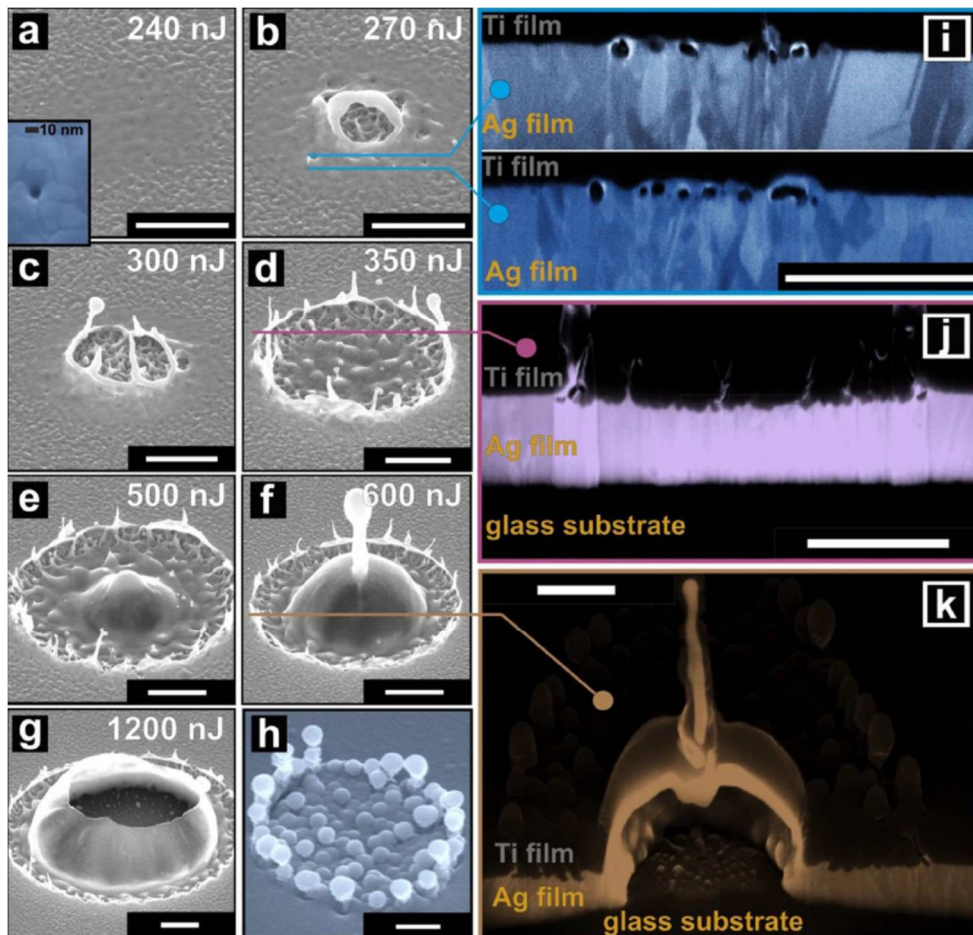 a 240 nJ
10 nm
b 270 nJ
c 300 nJ
d 350 nJ
e 500 nJ
f 600 nJ
g 1200 nJ
h
i
Ti film
Ag film
Ti film
Ag film
j
Ti film
Ag film
glass substrate
k
Ti film
Ag film
glass substrate